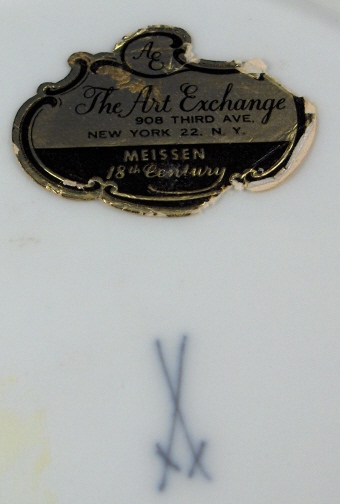 AE
The Art Exchange
908 THIRD AVE.
NEW YORK 22, N.Y.
MEISSEN
18th Century